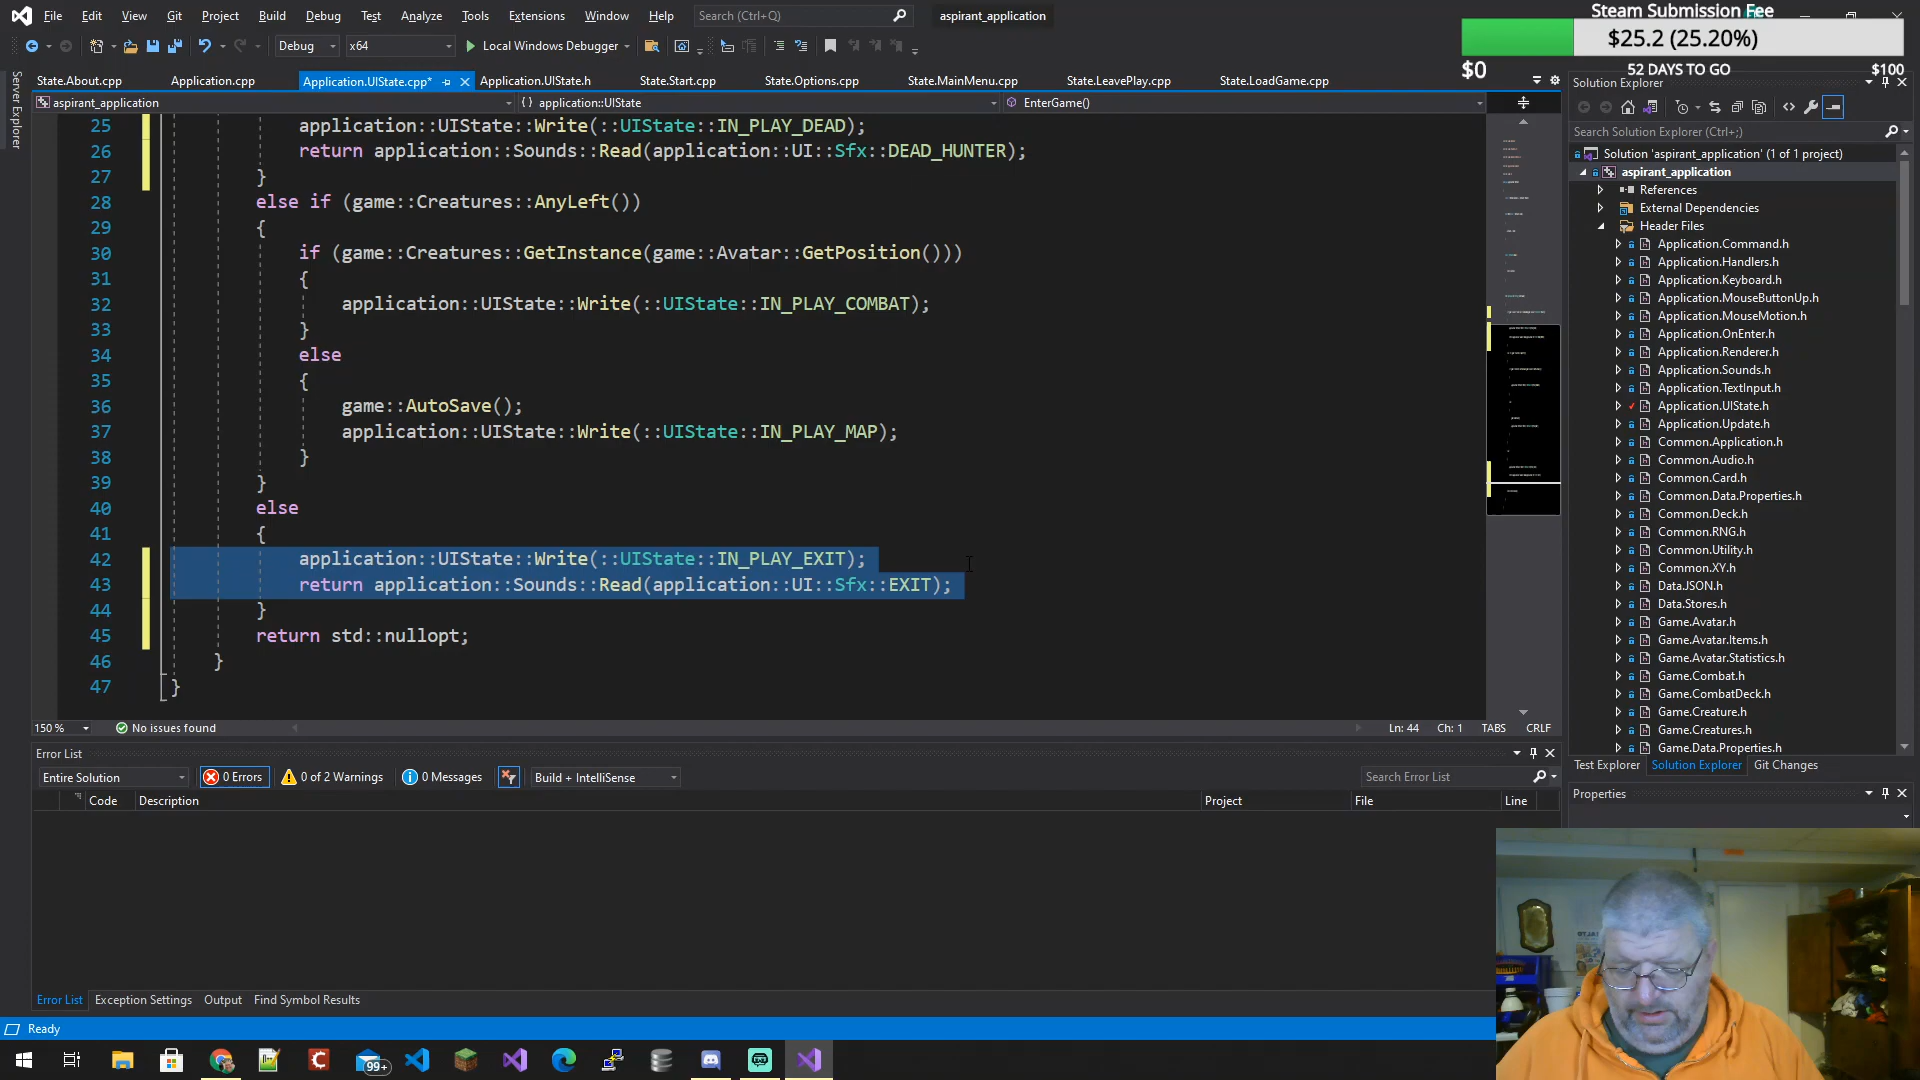 File Edit View Git Project Build Debug Test Analyze Tools Extensions Window Help Search (Ctrl+Q) aspirant_application
Steam Submission Fee
$25.2 (25.20%)
$0 52 DAYS TO GO $100
Debug x64 Local Windows Debugger
Server Explorer
State.About.cpp Application.cpp Application.UIState.cpp* Application.UIState.h State.Start.cpp State.Options.cpp State.MainMenu.cpp State.LeavePlay.cpp State.LoadGame.cpp
aspirant_application { } application::UIState EnterGame()
25 application::UIState::Write(::UIState::IN_PLAY_DEAD);
26 return application::Sounds::Read(application::UI::Sfx::DEAD_HUNTER);
27 }
28 else if (game::Creatures::AnyLeft())
29 {
30 if (game::Creatures::GetInstance(game::Avatar::GetPosition()))
31 {
32 application::UIState::Write(::UIState::IN_PLAY_COMBAT);
33 }
34 else
35 {
36 game::AutoSave();
37 application::UIState::Write(::UIState::IN_PLAY_MAP);
38 }
39 }
40 else
41 {
42 application::UIState::Write(::UIState::IN_PLAY_EXIT);
43 return application::Sounds::Read(application::UI::Sfx::EXIT);
44 }
45 return std::nullopt;
46 }
47 }
150 % No issues found Ln: 44 Ch: 1 TABS CRLF
Error List
Entire Solution 0 Errors 0 of 2 Warnings 0 Messages Build + IntelliSense Search Error List
Code Description Project File Line
Error List Exception Settings Output Find Symbol Results
Ready
Solution Explorer
Search Solution Explorer (Ctrl+;)
Solution 'aspirant_application' (1 of 1 project)
aspirant_application
References
External Dependencies
Header Files
Application.Command.h
Application.Handlers.h
Application.Keyboard.h
Application.MouseButtonUp.h
Application.MouseMotion.h
Application.OnEnter.h
Application.Renderer.h
Application.Sounds.h
Application.TextInput.h
Application.UIState.h
Application.Update.h
Common.Application.h
Common.Audio.h
Common.Card.h
Common.Data.Properties.h
Common.Deck.h
Common.RNG.h
Common.Utility.h
Common.XY.h
Data.JSON.h
Data.Stores.h
Game.Avatar.h
Game.Avatar.Items.h
Game.Avatar.Statistics.h
Game.Combat.h
Game.CombatDeck.h
Game.Creature.h
Game.Creatures.h
Game.Data.Properties.h
Test Explorer Solution Explorer Git Changes
Properties
99+